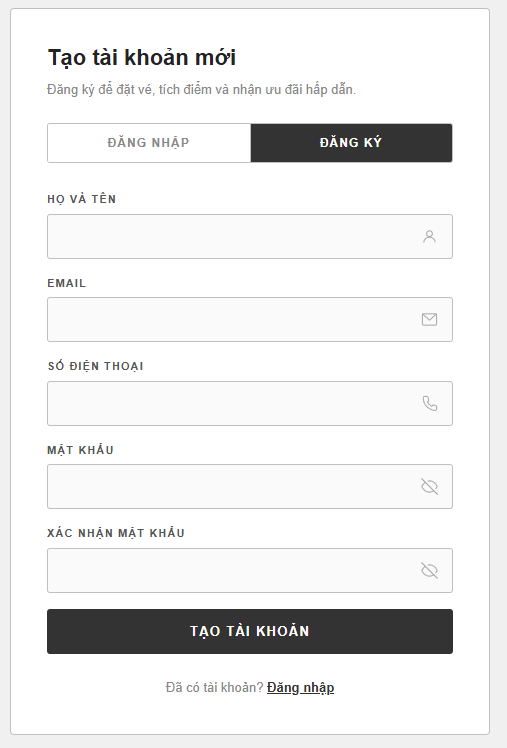 Tạo tài khoản mới
Đăng ký để đặt vé, tích điểm và nhận ưu đãi hấp dẫn.
ĐĂNG NHẬP
ĐĂNG KÝ
HỌ VÀ TÊN
EMAIL
SỐ ĐIỆN THOẠI
MẬT KHẨU
XÁC NHẬN MẬT KHẨU
TẠO TÀI KHOẢN
Đã có tài khoản? Đăng nhập